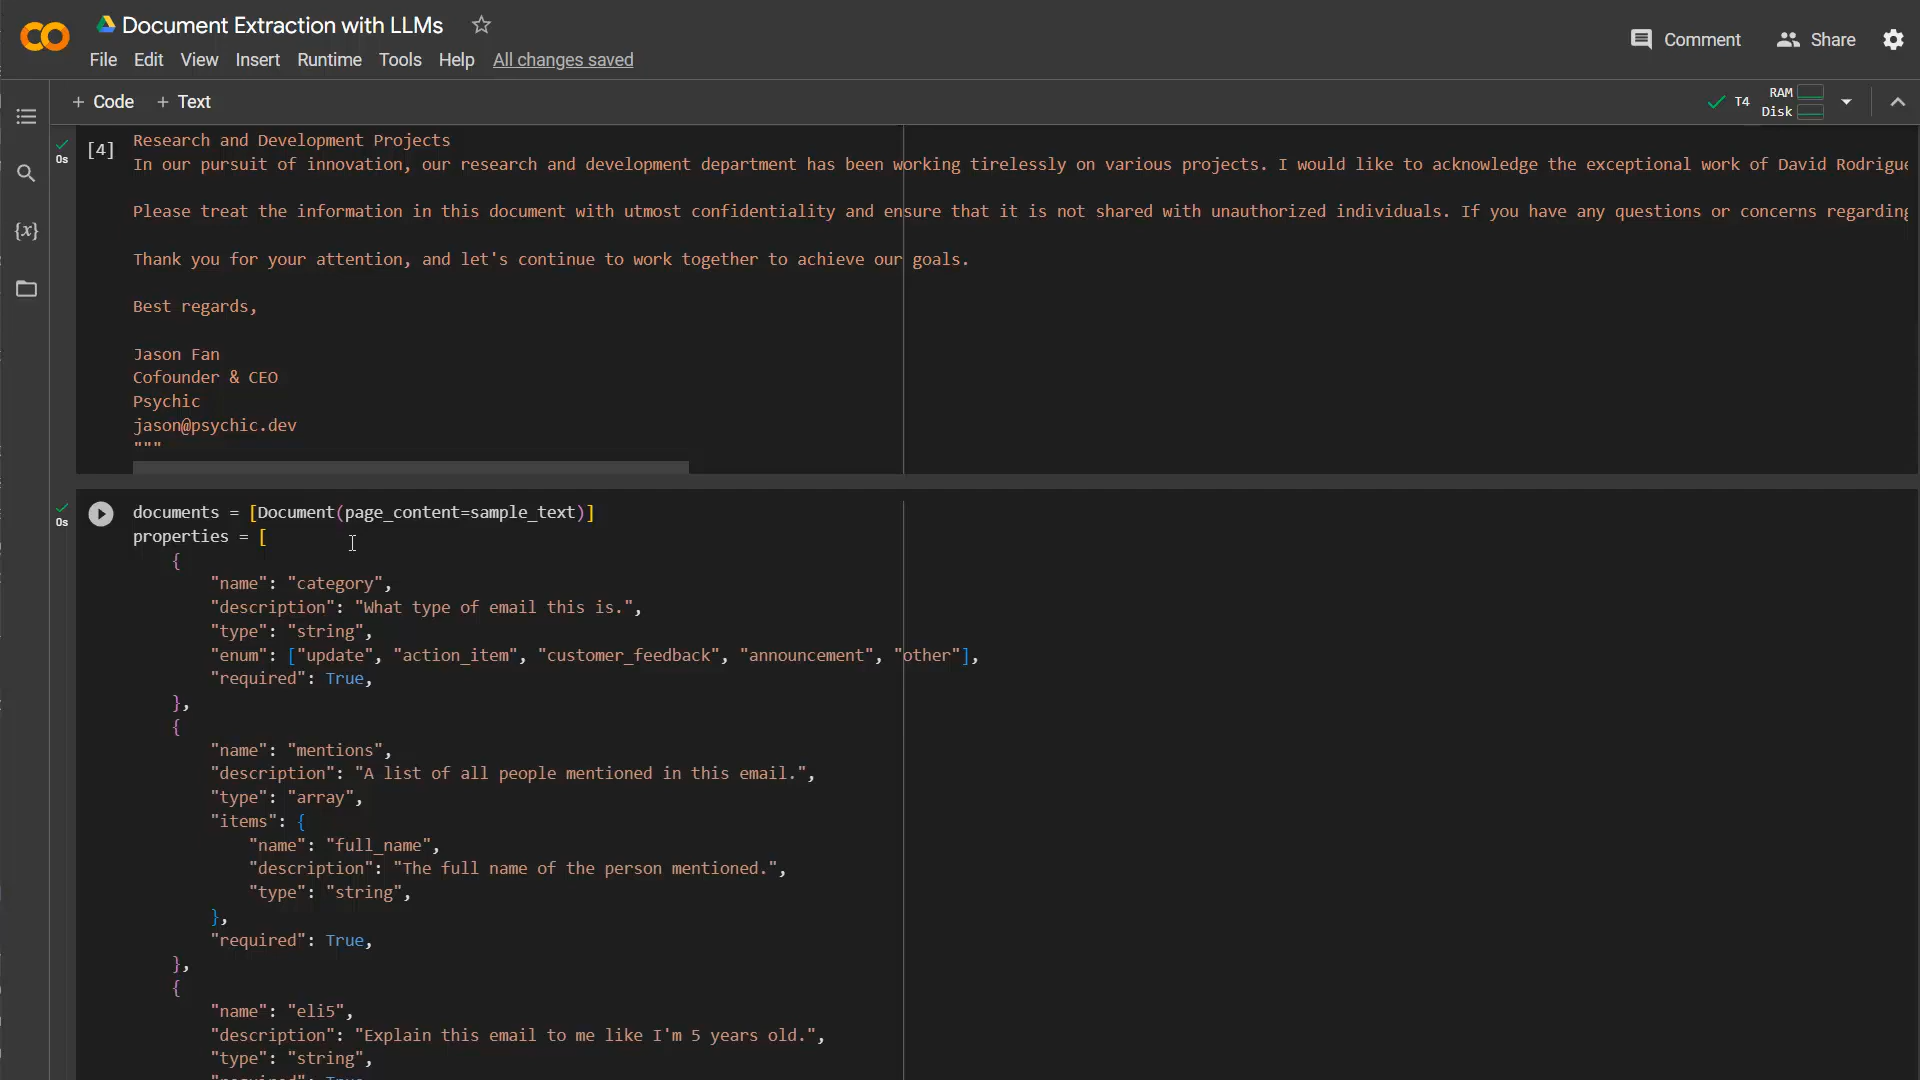 Document Extraction with LLMs
File Edit View Insert Runtime Tools Help All changes saved
Comment Share
+ Code + Text
T4 RAM Disk
0s [4]
Research and Development Projects
In our pursuit of innovation, our research and development department has been working tirelessly on various projects. I would like to acknowledge the exceptional work of David Rodrigue
Please treat the information in this document with utmost confidentiality and ensure that it is not shared with unauthorized individuals. If you have any questions or concerns regarding
Thank you for your attention, and let's continue to work together to achieve our goals.
Best regards,
Jason Fan
Cofounder & CEO
Psychic
jason@psychic.dev
"""
0s
documents = [Document(page_content=sample_text)]
properties = [
{
"name": "category",
"description": "What type of email this is.",
"type": "string",
"enum": ["update", "action_item", "customer_feedback", "announcement", "other"],
"required": True,
},
{
"name": "mentions",
"description": "A list of all people mentioned in this email.",
"type": "array",
"items": {
"name": "full_name",
"description": "The full name of the person mentioned.",
"type": "string",
},
"required": True,
},
{
"name": "eli5",
"description": "Explain this email to me like I'm 5 years old.",
"type": "string",
"required": True,